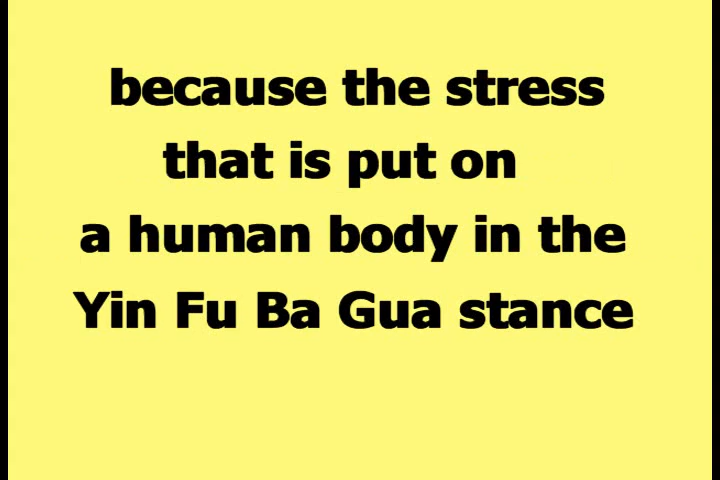 because the stress
that is put on
a human body in the
Yin Fu Ba Gua stance